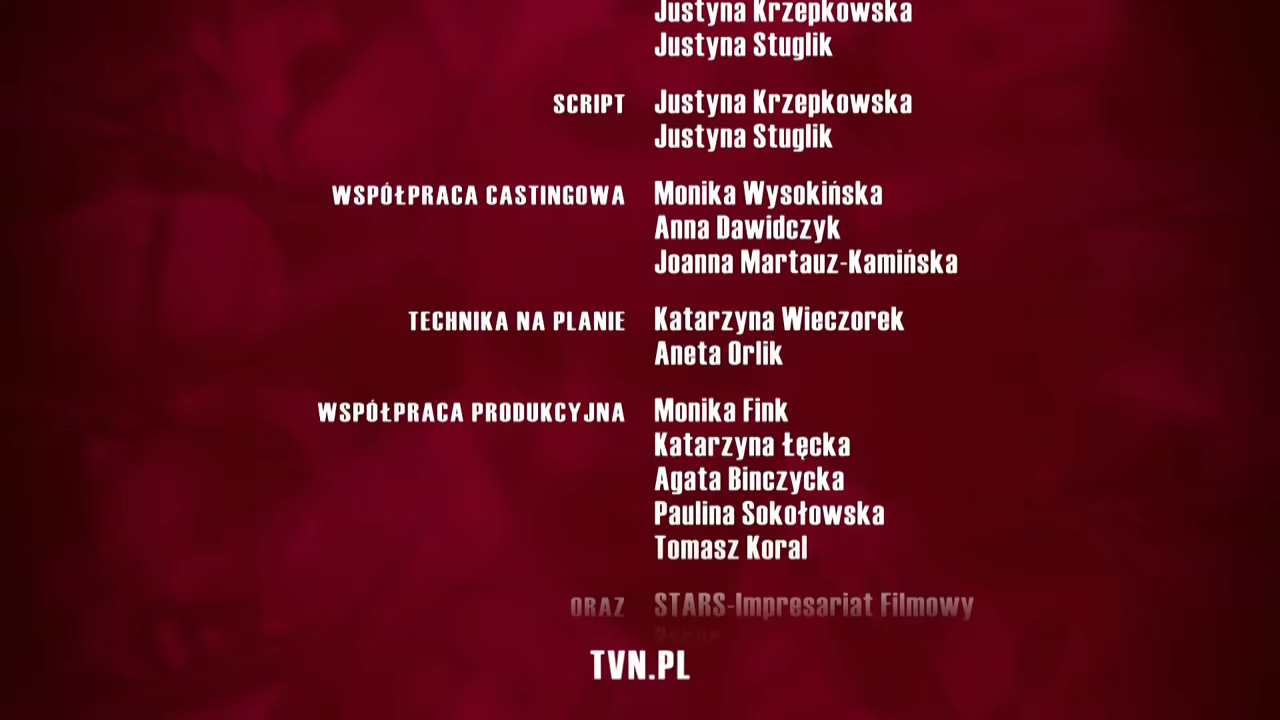 Justyna Krzepkowska
Justyna Stuglik
SCRIPT Justyna Krzepkowska
Justyna Stuglik
WSPÓŁPRACA CASTINGOWA Monika Wysokińska
Anna Dawidczyk
Joanna Martauz-Kamińska
TECHNIKA NA PLANIE Katarzyna Wieczorek
Aneta Orlik
WSPÓŁPRACA PRODUKCYJNA Monika Fink
Katarzyna Łęcka
Agata Binczycka
Paulina Sokołowska
Tomasz Koral
ORAZ STARS-Impresariat Filmowy
TVN.PL